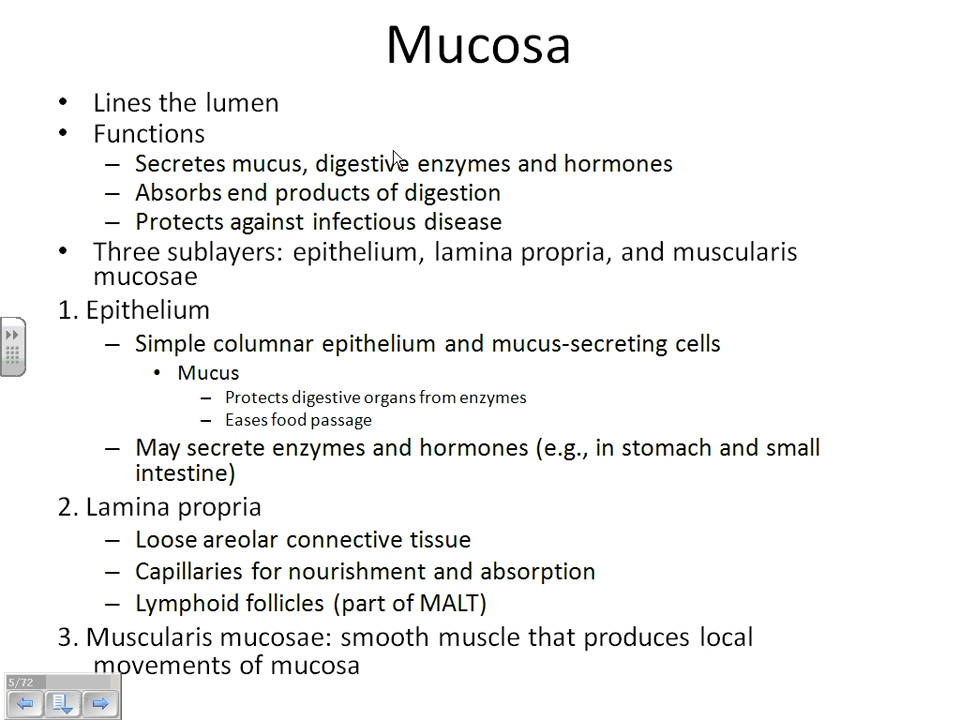 Mucosa
• Lines the lumen
• Functions
– Secretes mucus, digestive enzymes and hormones
– Absorbs end products of digestion
– Protects against infectious disease
• Three sublayers: epithelium, lamina propria, and muscularis
mucosae
1. Epithelium
– Simple columnar epithelium and mucus-secreting cells
• Mucus
– Protects digestive organs from enzymes
– Eases food passage
– May secrete enzymes and hormones (e.g., in stomach and small
intestine)
2. Lamina propria
– Loose areolar connective tissue
– Capillaries for nourishment and absorption
– Lymphoid follicles (part of MALT)
3. Muscularis mucosae: smooth muscle that produces local
movements of mucosa
5/72